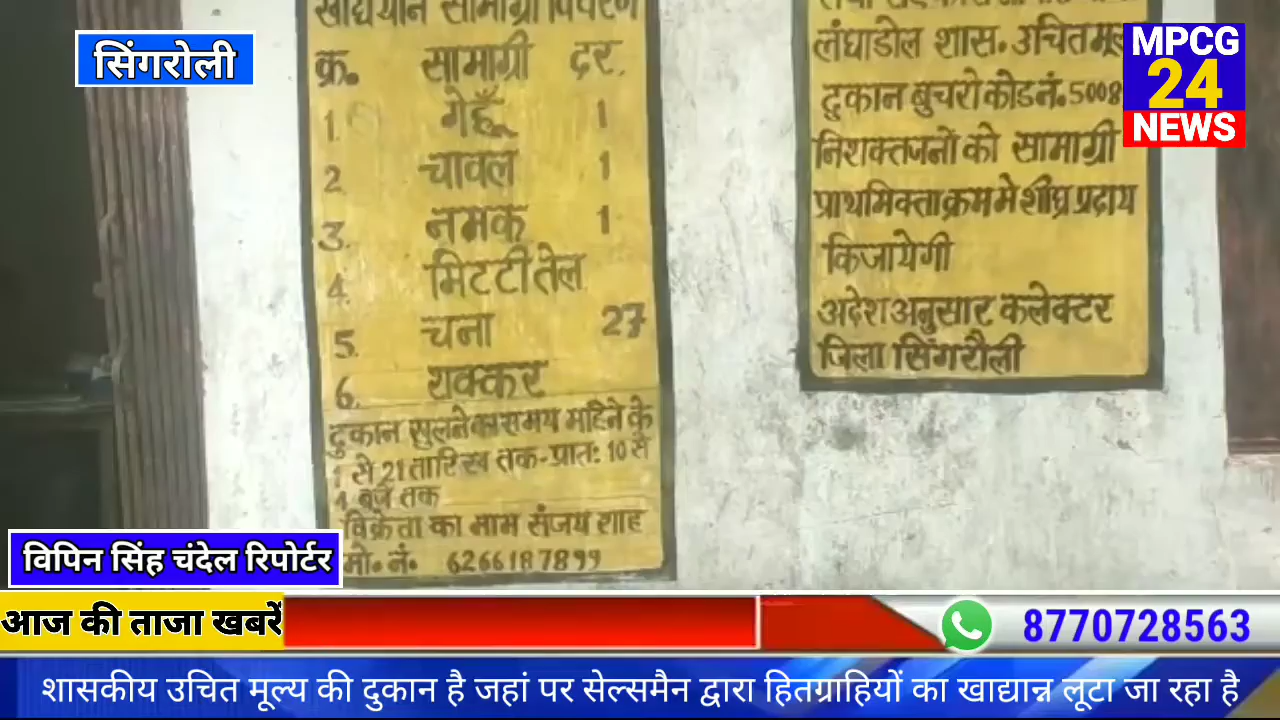 सिंगरोली
खाद्ययान सामाग्री विवरण
क्र. सामाग्री दर.
1. गेहूँ 1
2 चावल 1
3. नमक 1
4. मिटटी तेल
5. चना 27
6. शक्कर
दुकान खुलने का समय महिने के
1 से 21 तारिख तक-प्रात: 10 से
4 बजे तक
विक्रेता का नाम संजय शाह
मो. नं. 6266187899
लंघाडोल शास. उचित मू
दुकान बुचरो कोड नं. 5008
निशक्तजनों को सामाग्री
प्राथमिक्ता क्रम मे शीघ्र प्रदाय
किजायेगी
अदेश अनुसार कलेक्टर
जिला सिंगरौली
MPCG
24
NEWS
विपिन सिंह चंदेल रिपोर्टर
आज की ताजा खबरें
8770728563
शासकीय उचित मूल्य की दुकान है जहां पर सेल्समैन द्वारा हितग्राहियों का खाद्यान्न लूटा जा रहा है